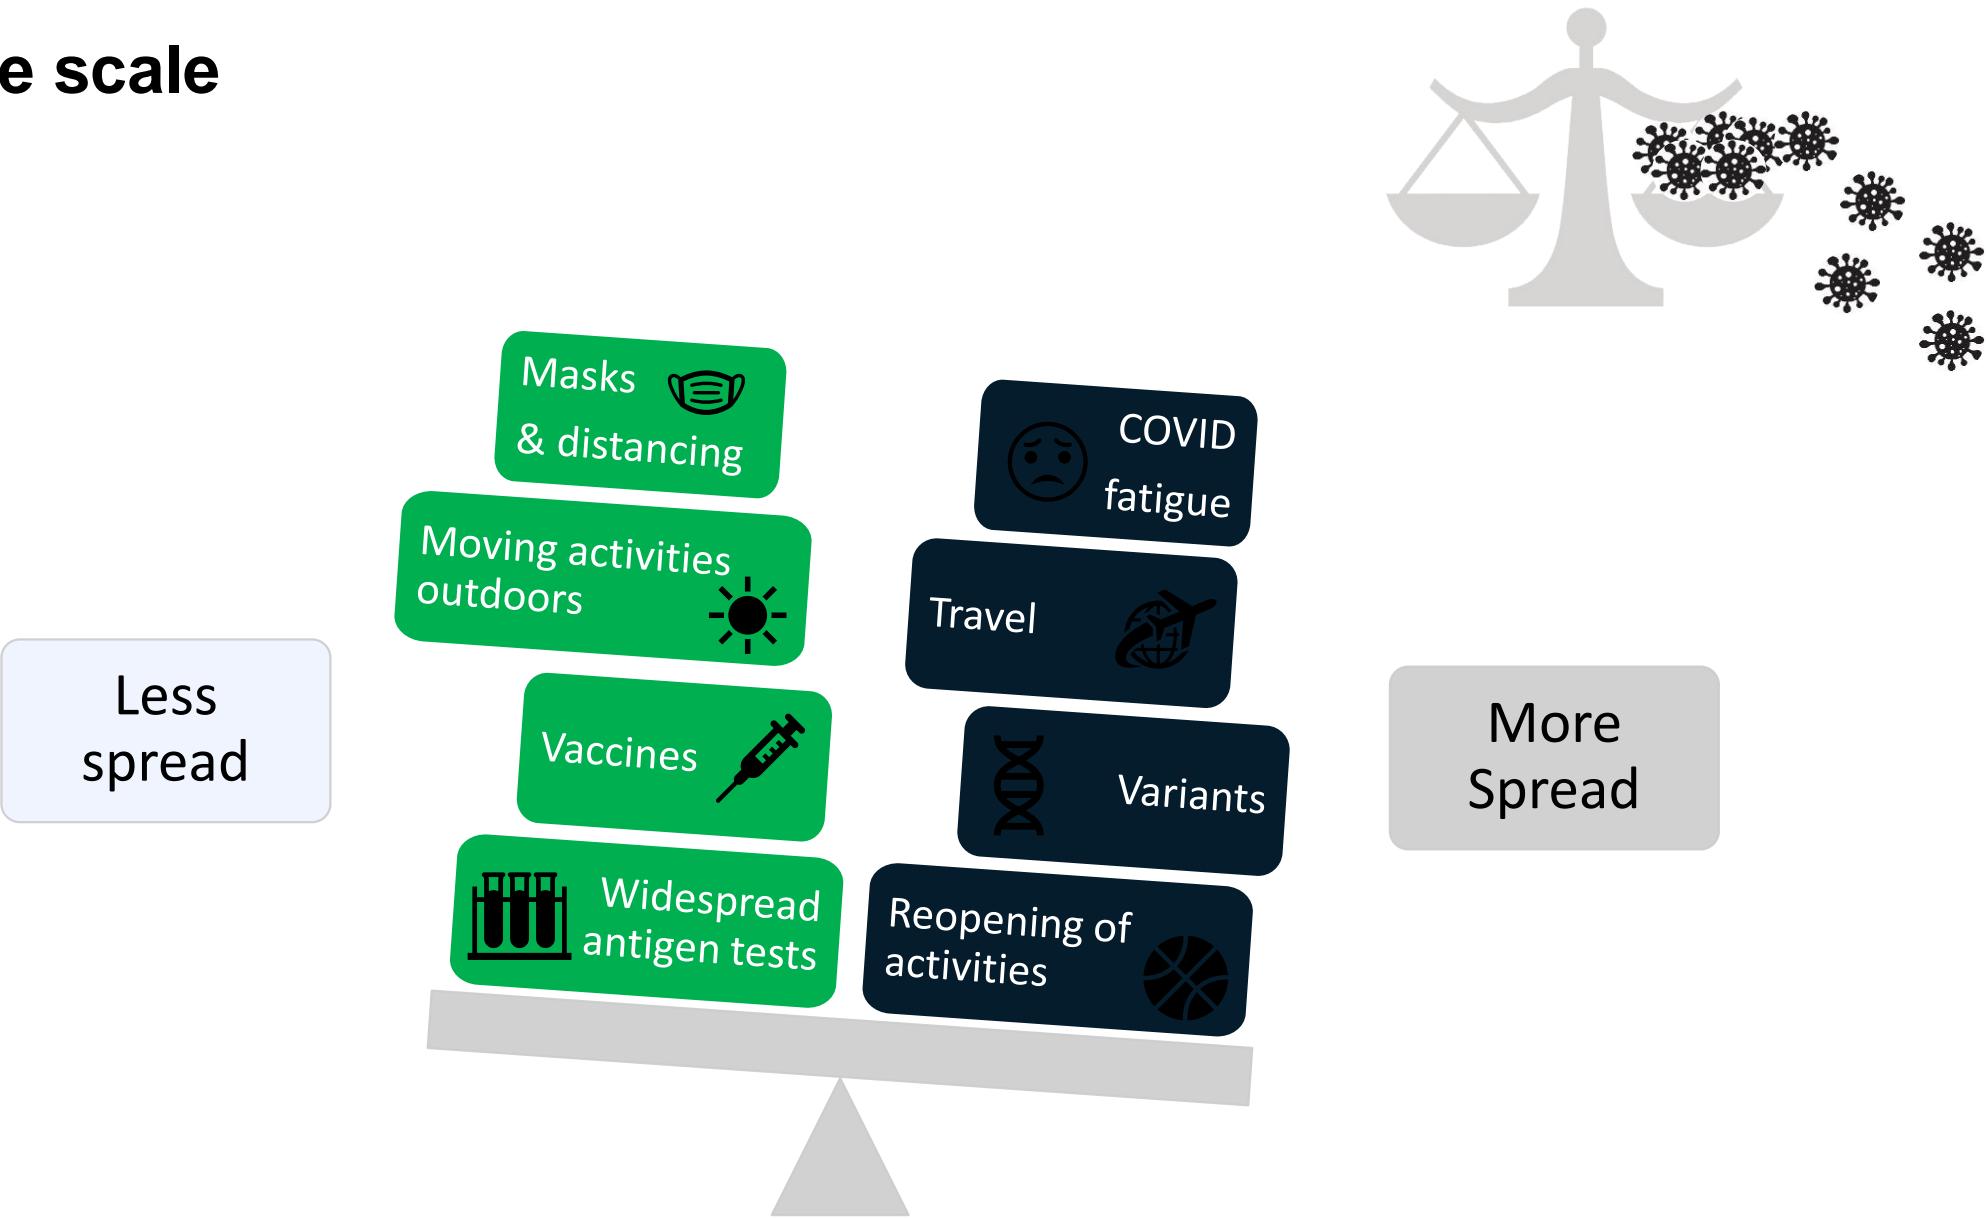 e scale
Masks
& distancing
Moving activities
outdoors
Vaccines
Widespread
antigen tests
COVID
fatigue
Travel
Variants
Reopening of
activities
Less
spread
More
Spread